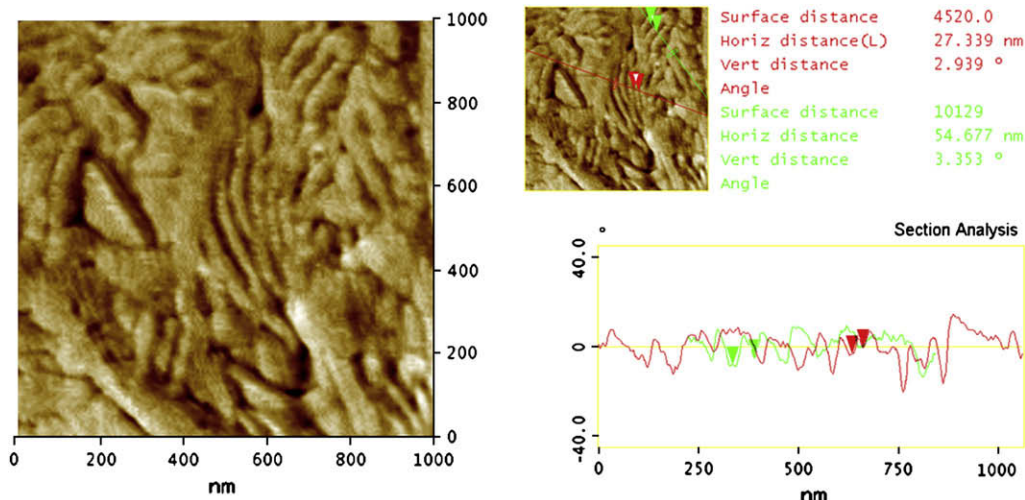 1000
800
600
400
200
0
0 200 400 600 800 1000
nm
Surface distance 4520.0
Horiz distance(L) 27.339 nm
Vert distance 2.939 °
Angle
Surface distance 10129
Horiz distance 54.677 nm
Vert distance 3.353 °
Angle
° Section Analysis
40.0
0
-40.0
0 250 500 750 1000
nm